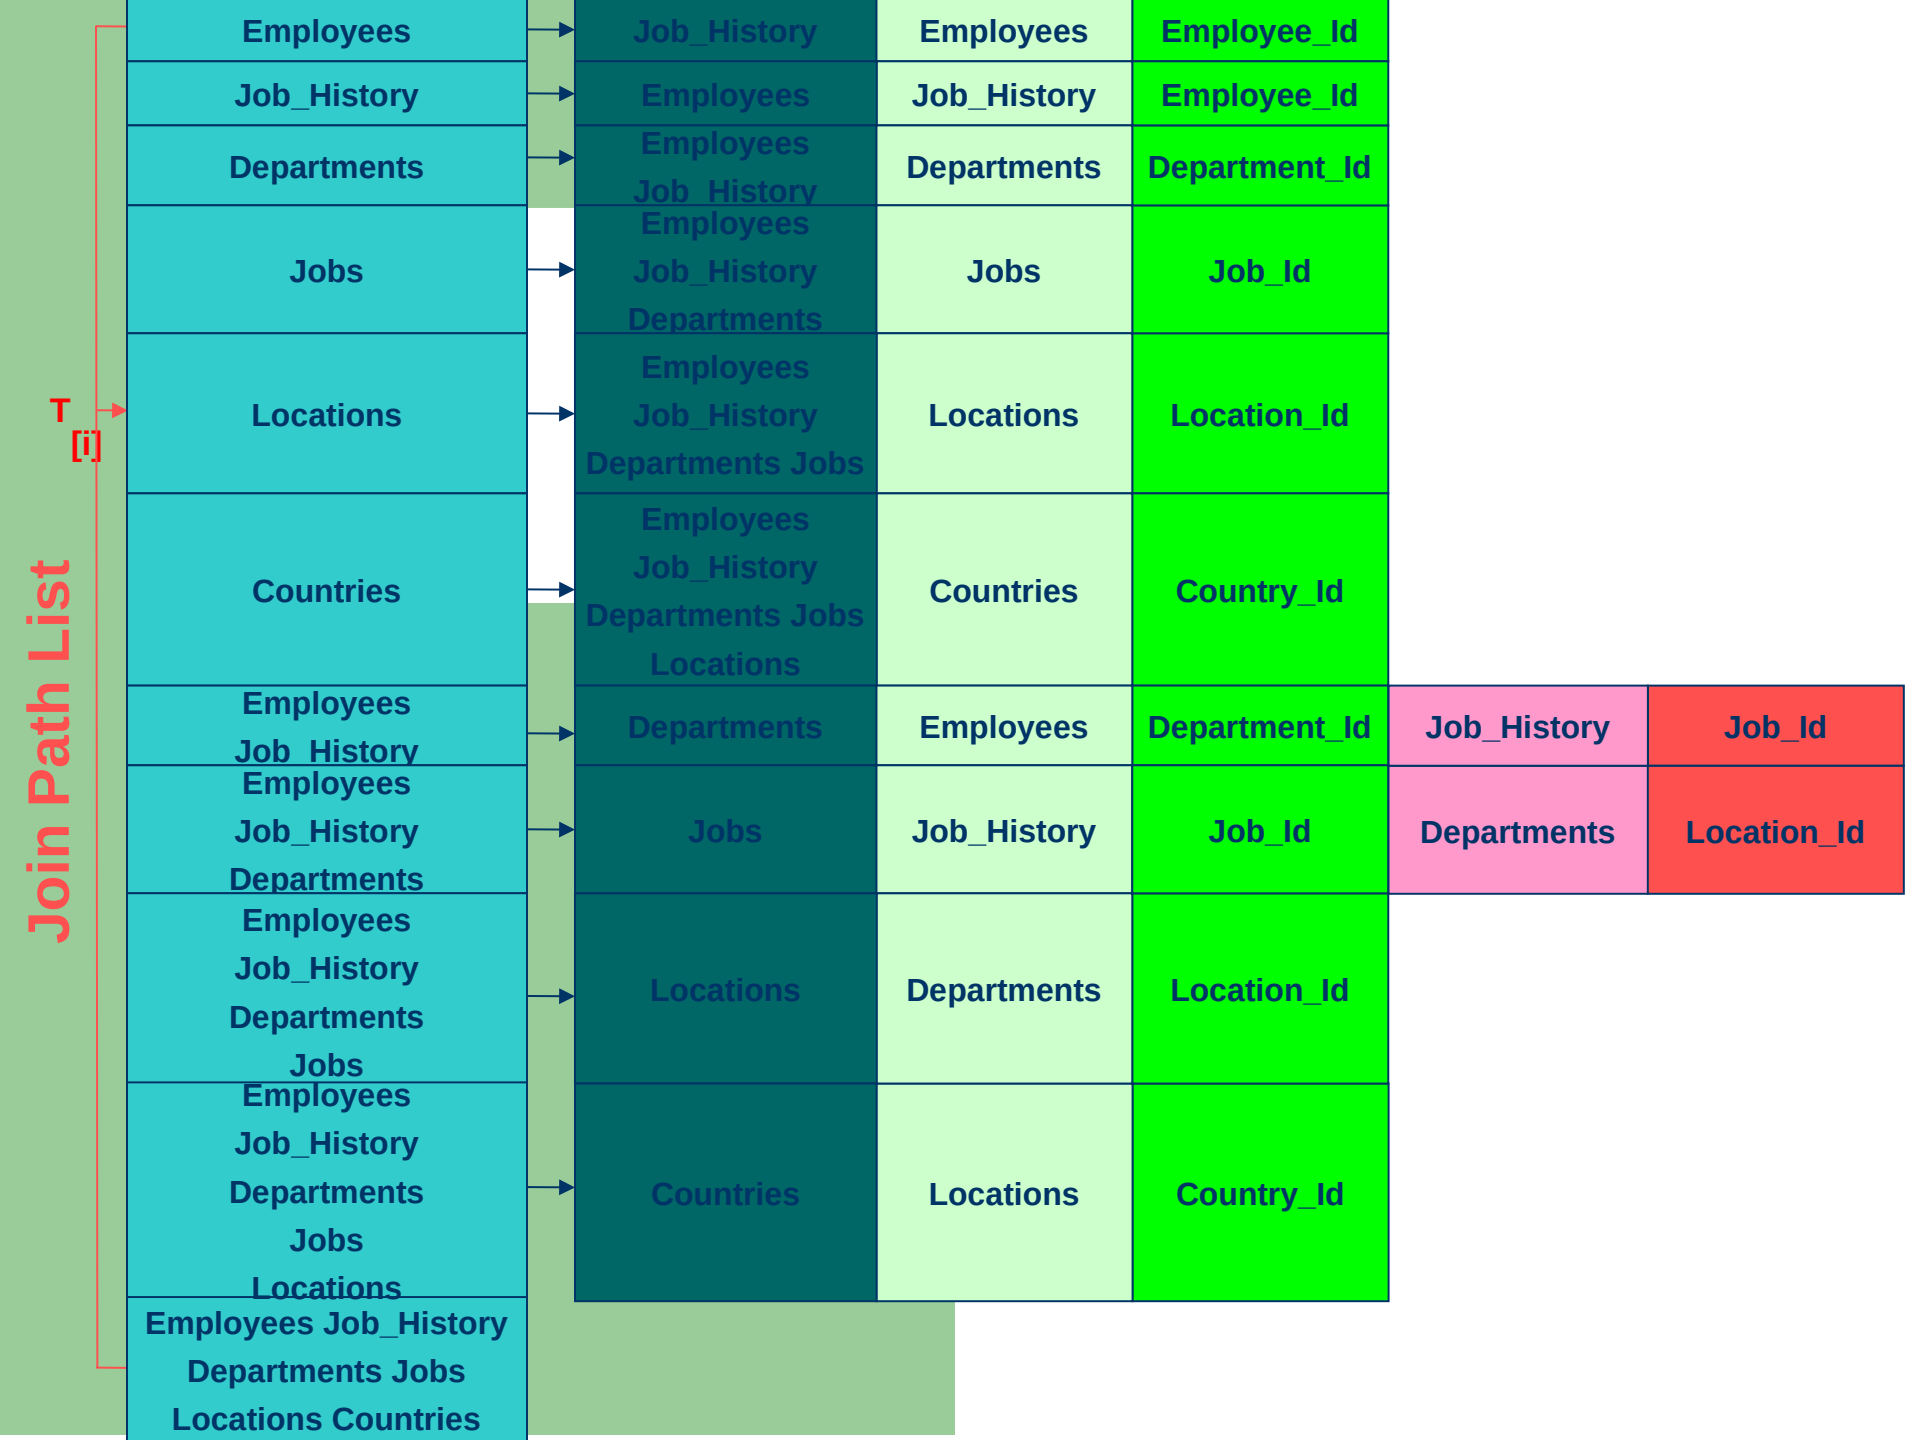 Employees
Job_History
Employees
Employee_Id
Job_History
Employees
Job_History
Employee_Id
Departments
Employees
Job_History
Departments
Department_Id
Jobs
Employees
Job_History
Departments
Jobs
Job_Id
T
[i]
Locations
Employees
Job_History
Departments Jobs
Locations
Location_Id
Countries
Employees
Job_History
Departments Jobs
Locations
Countries
Country_Id
Join Path List
Employees
Job_History
Departments
Employees
Department_Id
Job_History
Job_Id
Employees
Job_History
Departments
Jobs
Job_History
Job_Id
Departments
Location_Id
Employees
Job_History
Departments
Jobs
Locations
Departments
Location_Id
Employees
Job_History
Departments
Jobs
Locations
Countries
Locations
Country_Id
Employees Job_History
Departments Jobs
Locations Countries